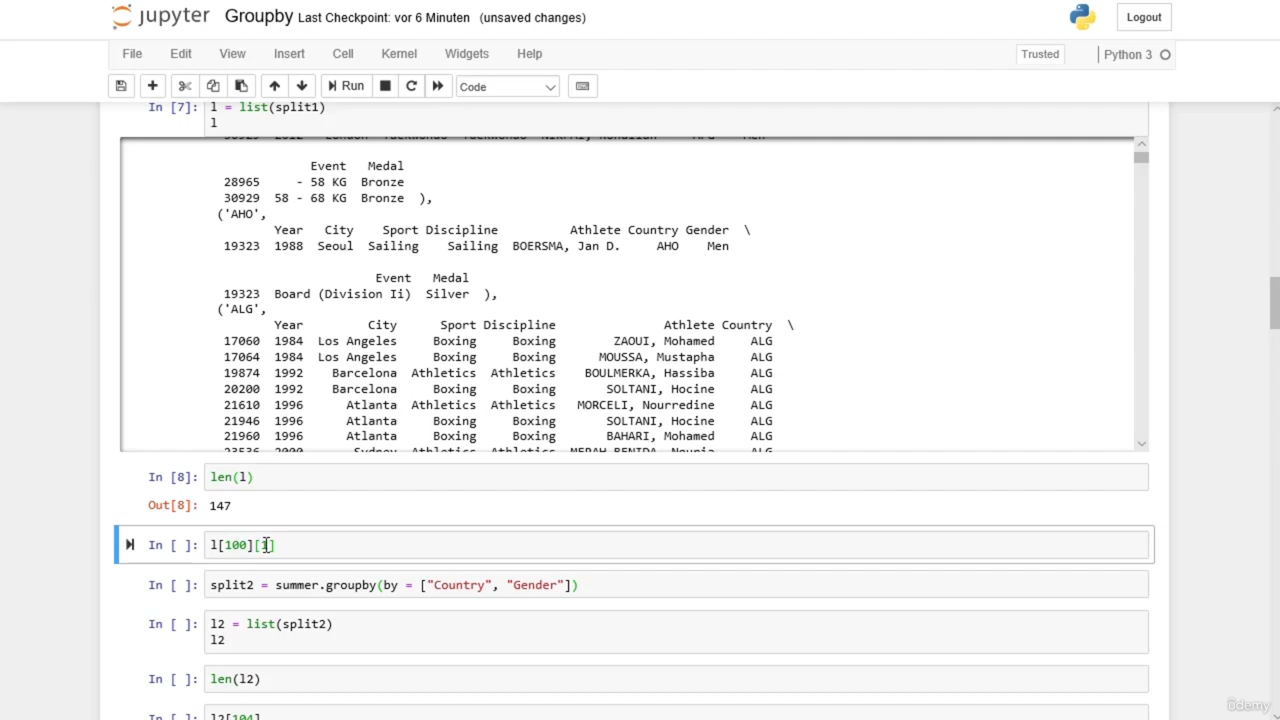 jupyter Groupby Last Checkpoint: vor 6 Minuten (unsaved changes) Logout
File Edit View Insert Cell Kernel Widgets Help Trusted Python 3
Run Code
In [7]: l = list(split1)
l
Event Medal
28965 - 58 KG Bronze
30929 58 - 68 KG Bronze ),
('AHO',
Year City Sport Discipline Athlete Country Gender \
19323 1988 Seoul Sailing Sailing BOERSMA, Jan D. AHO Men
Event Medal
19323 Board (Division Ii) Silver ),
('ALG',
Year City Sport Discipline Athlete Country \
17060 1984 Los Angeles Boxing Boxing ZAOUI, Mohamed ALG
17064 1984 Los Angeles Boxing Boxing MOUSSA, Mustapha ALG
19874 1992 Barcelona Athletics Athletics BOULMERKA, Hassiba ALG
20200 1992 Barcelona Boxing Boxing SOLTANI, Hocine ALG
21610 1996 Atlanta Athletics Athletics MORCELI, Nourredine ALG
21946 1996 Atlanta Boxing Boxing SOLTANI, Hocine ALG
21960 1996 Atlanta Boxing Boxing BAHARI, Mohamed ALG
In [8]: len(l)
Out[8]: 147
In [ ]: l[100][1]
In [ ]: split2 = summer.groupby(by = ["Country", "Gender"])
In [ ]: l2 = list(split2)
l2
In [ ]: len(l2)
In [ ]: l2[104]
Udemy